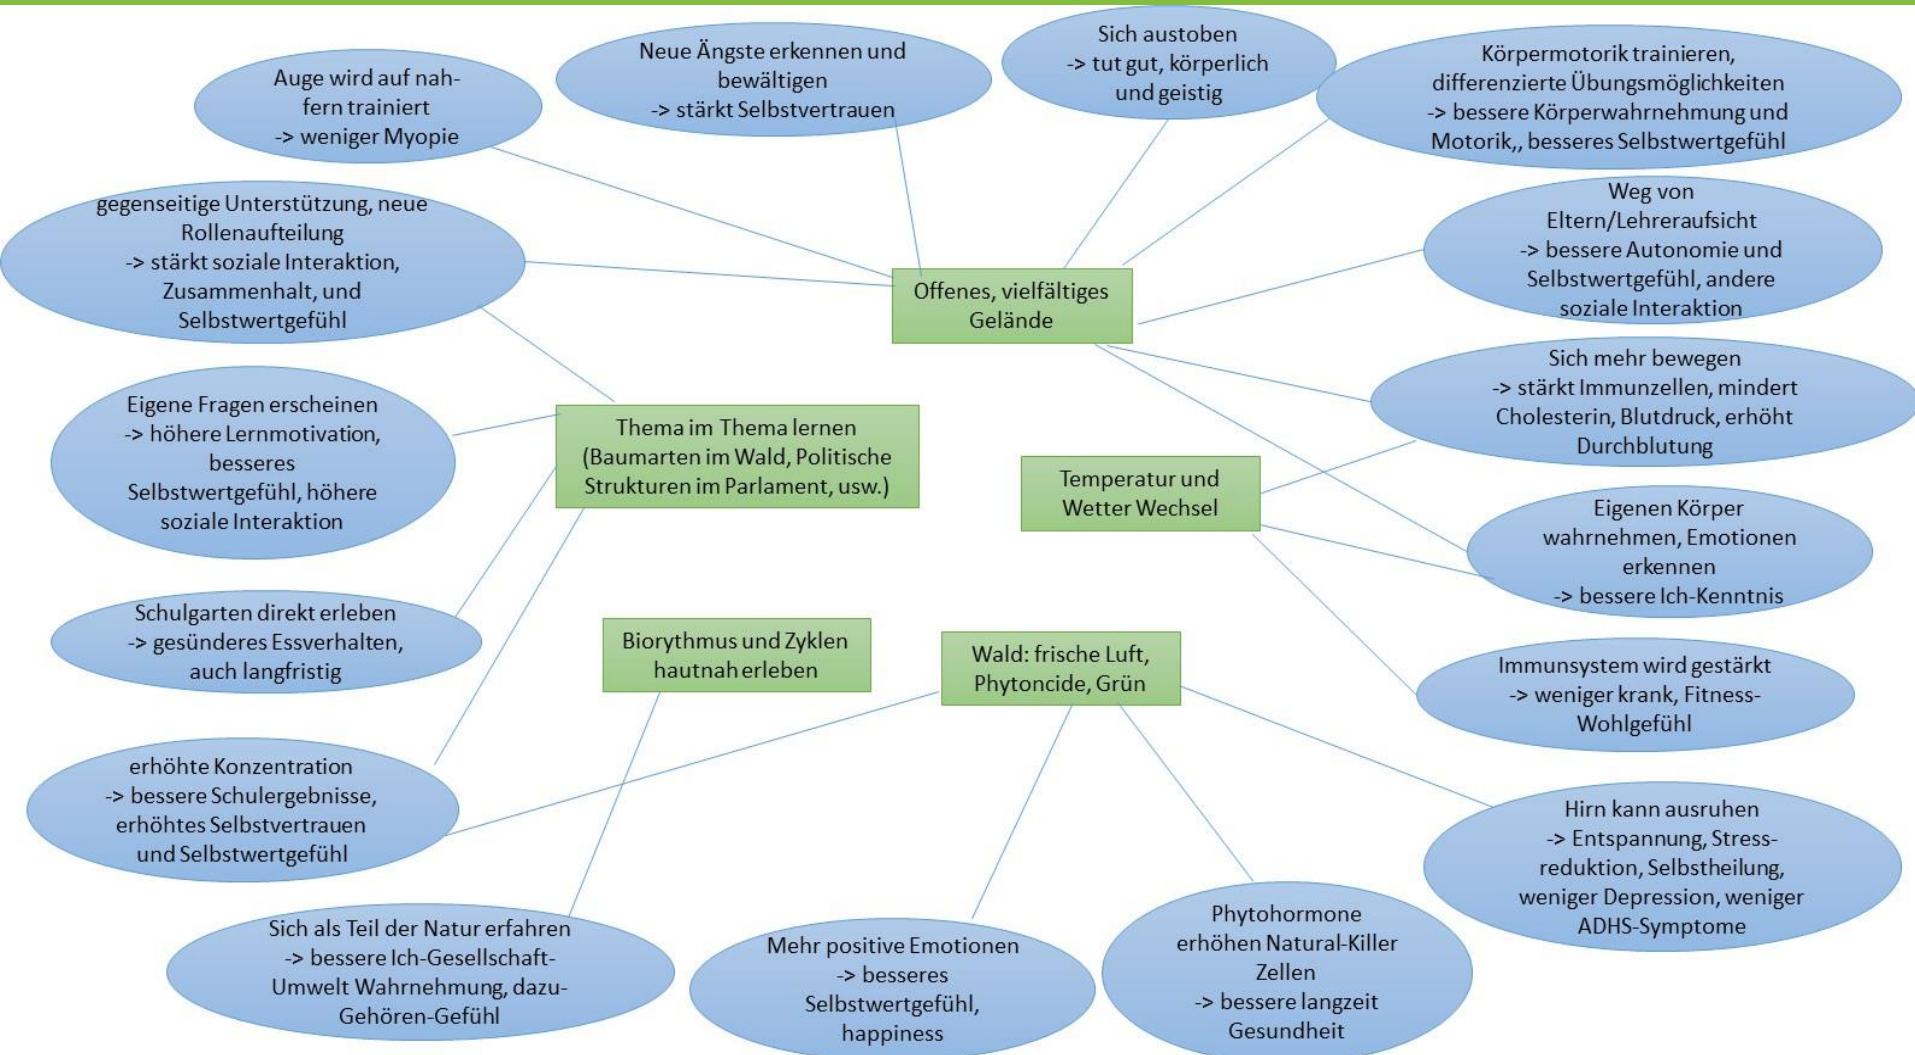 Auge wird auf nah-
fern trainiert
-> weniger Myopie
Neue Ängste erkennen und
bewältigen
-> stärkt Selbstvertrauen
Sich austoben
-> tut gut, körperlich
und geistig
Körpermotorik trainieren,
differenzierte Übungsmöglichkeiten
-> bessere Körperwahrnehmung und
Motorik,, besseres Selbstwertgefühl
gegenseitige Unterstützung, neue
Rollenaufteilung
-> stärkt soziale Interaktion,
Zusammenhalt, und
Selbstwertgefühl
Offenes, vielfältiges
Gelände
Weg von
Eltern/Lehreraufsicht
-> bessere Autonomie und
Selbstwertgefühl, andere
soziale Interaktion
Eigene Fragen erscheinen
-> höhere Lernmotivation,
besseres
Selbstwertgefühl, höhere
soziale Interaktion
Thema im Thema lernen
(Baumarten im Wald, Politische
Strukturen im Parlament, usw.)
Temperatur und
Wetter Wechsel
Sich mehr bewegen
-> stärkt Immunzellen, mindert
Cholesterin, Blutdruck, erhöht
Durchblutung
Eigenen Körper
wahrnehmen, Emotionen
erkennen
-> bessere Ich-Kenntnis
Schulgarten direkt erleben
-> gesünderes Essverhalten,
auch langfristig
Biorythmus und Zyklen
hautnah erleben
Wald: frische Luft,
Phytoncide, Grün
Immunsystem wird gestärkt
-> weniger krank, Fitness-
Wohlgefühl
erhöhte Konzentration
-> bessere Schulergebnisse,
erhöhtes Selbstvertrauen
und Selbstwertgefühl
Hirn kann ausruhen
-> Entspannung, Stress-
reduktion, Selbstheilung,
weniger Depression, weniger
ADHS-Symptome
Sich als Teil der Natur erfahren
-> bessere Ich-Gesellschaft-
Umwelt Wahrnehmung, dazu-
Gehören-Gefühl
Mehr positive Emotionen
-> besseres
Selbstwertgefühl,
happiness
Phytohormone
erhöhen Natural-Killer
Zellen
-> bessere langzeit
Gesundheit